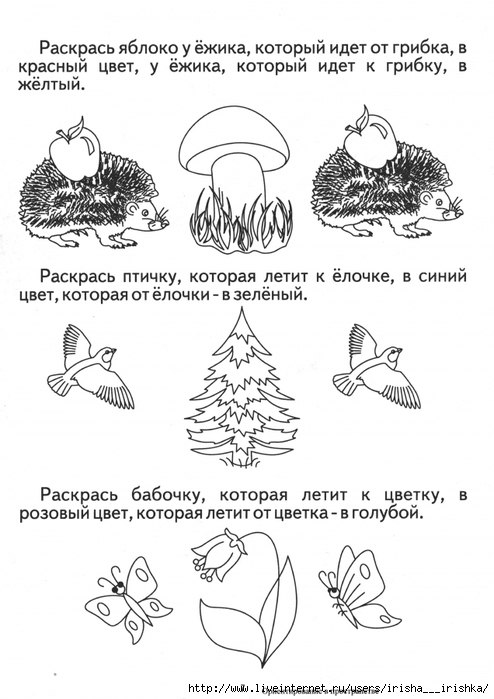 Раскрась яблоко у ёжика, который идет от грибка, в
красный цвет, у ёжика, который идет к грибку, в
жёлтый.
Раскрась птичку, которая летит к ёлочке, в синий
цвет, которая от ёлочки - в зелёный.
Раскрась бабочку, которая летит к цветку, в
розовый цвет, которая летит от цветка - в голубой.
http://www.liveinternet.ru/users/irisha___irishka/